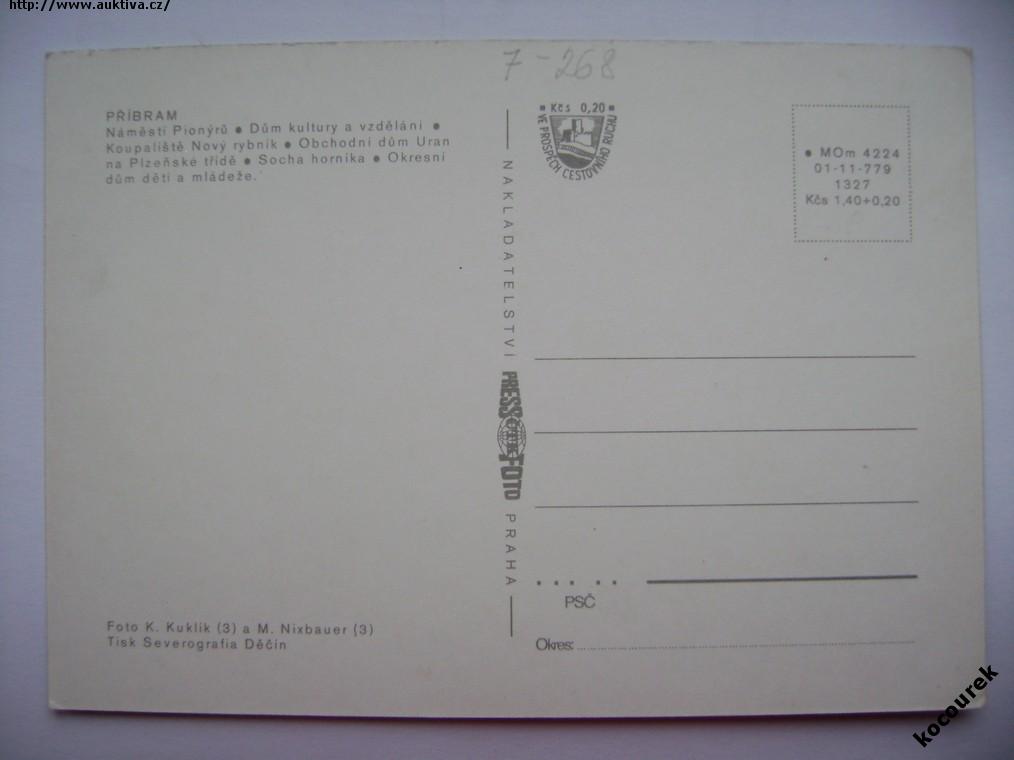 http://www.auktiva.cz/
7-268
PŘÍBRAM
Náměstí Pionýrů ● Dům kultury a vzdělání ●
Koupaliště Nový rybník ● Obchodní dům Uran
na Plzeňské třídě ● Socha horníka ● Okresní
dům dětí a mládeže.
● Kčs 0,20 ●
VE PROSPĚCH CESTOVNÍHO RUCHU
● MOm 4224
01-11-779
1327
Kčs 1,40+0,20
NAKLADATELSTVÍ PRESSFOTO PRAHA
ČTK
PSČ
Okres:
Foto K. Kuklík (3) a M. Nixbauer (3)
Tisk Severografia Děčín
kocourek